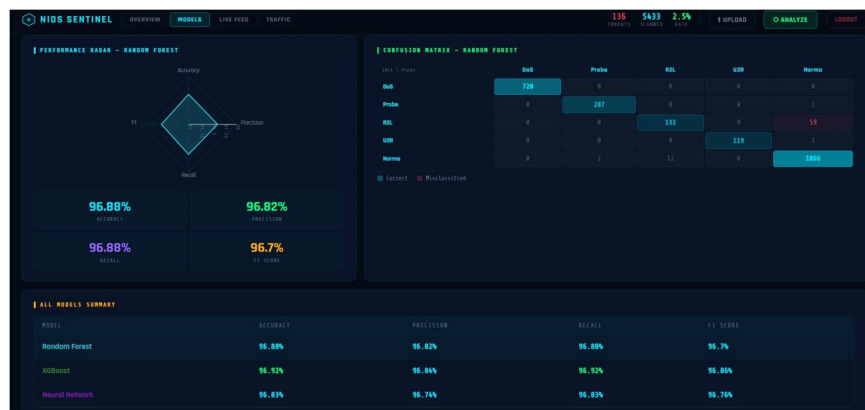 NIDS SENTINEL OVERVIEW MODELS LIVE FEED TRAFFIC 136 THREATS 5433 SCANNED 2.5% RATE UPLOAD ANALYZE LOGOUT
PERFORMANCE RADAR — RANDOM FOREST
Accuracy
F1 Precision
Recall
96.88% 96.82%
ACCURACY PRECISION
96.88% 96.7%
RECALL F1 SCORE
CONFUSION MATRIX — RANDOM FOREST
DoS Probe R2L U2R Norma
DoS 728 0 0 0 0
Probe 0 287 0 0 1
R2L 0 0 133 0 59
U2R 0 0 0 119
Norma 0 2 12 0 1066
Correct Misclassified
ALL MODELS SUMMARY
MODEL ACCURACY PRECISION RECALL F1 SCORE
Random Forest 96.88% 96.82% 96.88% 96.7%
XGBoost 96.92% 96.84% 96.92% 96.86%
Neural Network 96.83% 96.74% 96.83% 96.76%